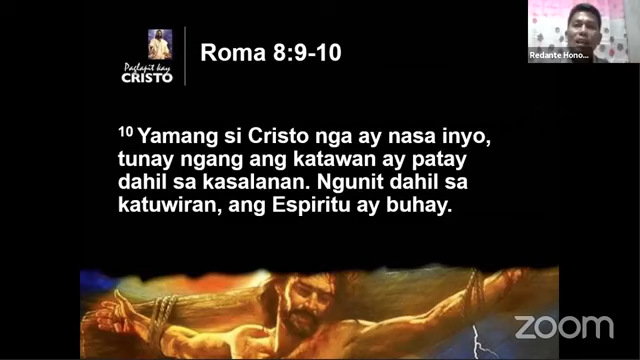 Paglapit kay
CRISTO
Roma 8:9-10
Redante Hono...
10 Yamang si Cristo nga ay nasa inyo,
tunay ngang ang katawan ay patay
dahil sa kasalanan. Ngunit dahil sa
katuwiran, ang Espiritu ay buhay.
zoom